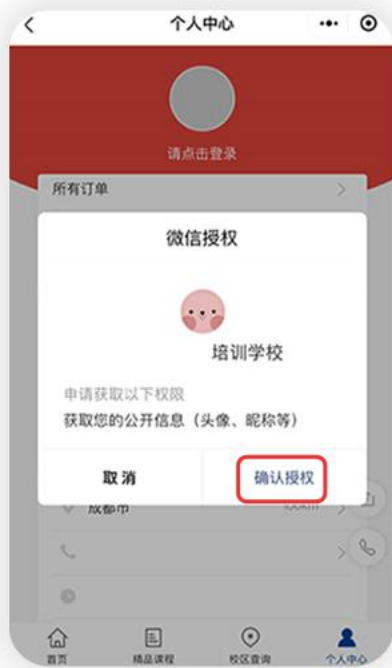 个人中心
请点击登录
所有订单
微信授权
培训学校
申请获取以下权限
获取您的公开信息（头像、昵称等）
取消
确认授权
成都市
100km
首页
精品课程
校区查询
个人中心